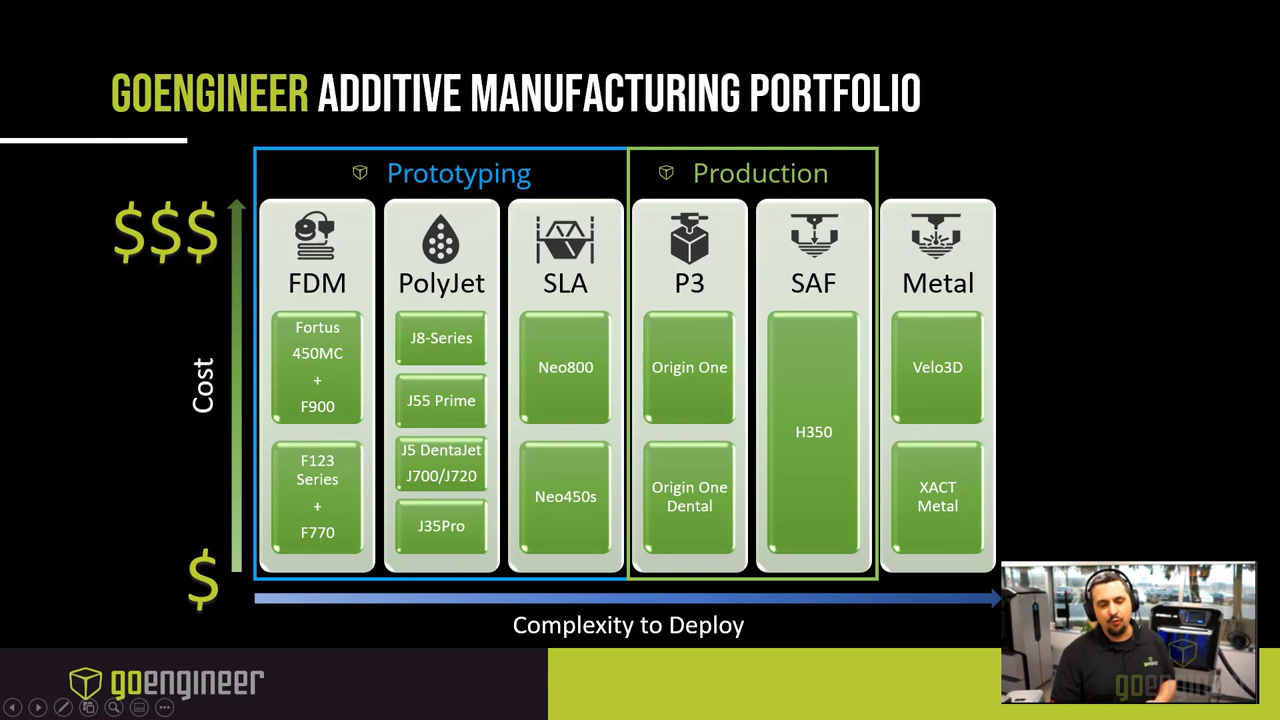 GOENGINEER ADDITIVE MANUFACTURING PORTFOLIO
Prototyping
Production
$$$
Cost
$
FDM
Fortus
450MC
+
F900
F123
Series
+
F770
PolyJet
J8-Series
J55 Prime
J5 DentaJet
J700/J720
J35Pro
SLA
Neo800
Neo450s
P3
Origin One
Origin One
Dental
SAF
H350
Metal
Velo3D
XACT
Metal
Complexity to Deploy
goengineer